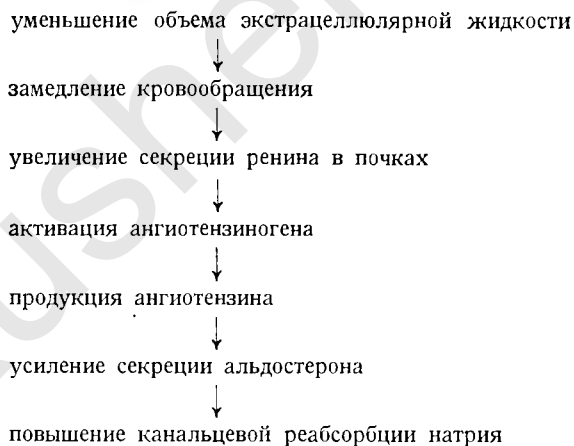 уменьшение объема экстрацеллюлярной жидкости
замедление кровообращения
увеличение секреции ренина в почках
активация ангиотензиногена
продукция ангиотензина
усиление секреции альдостерона
повышение канальцевой реабсорбции натрия